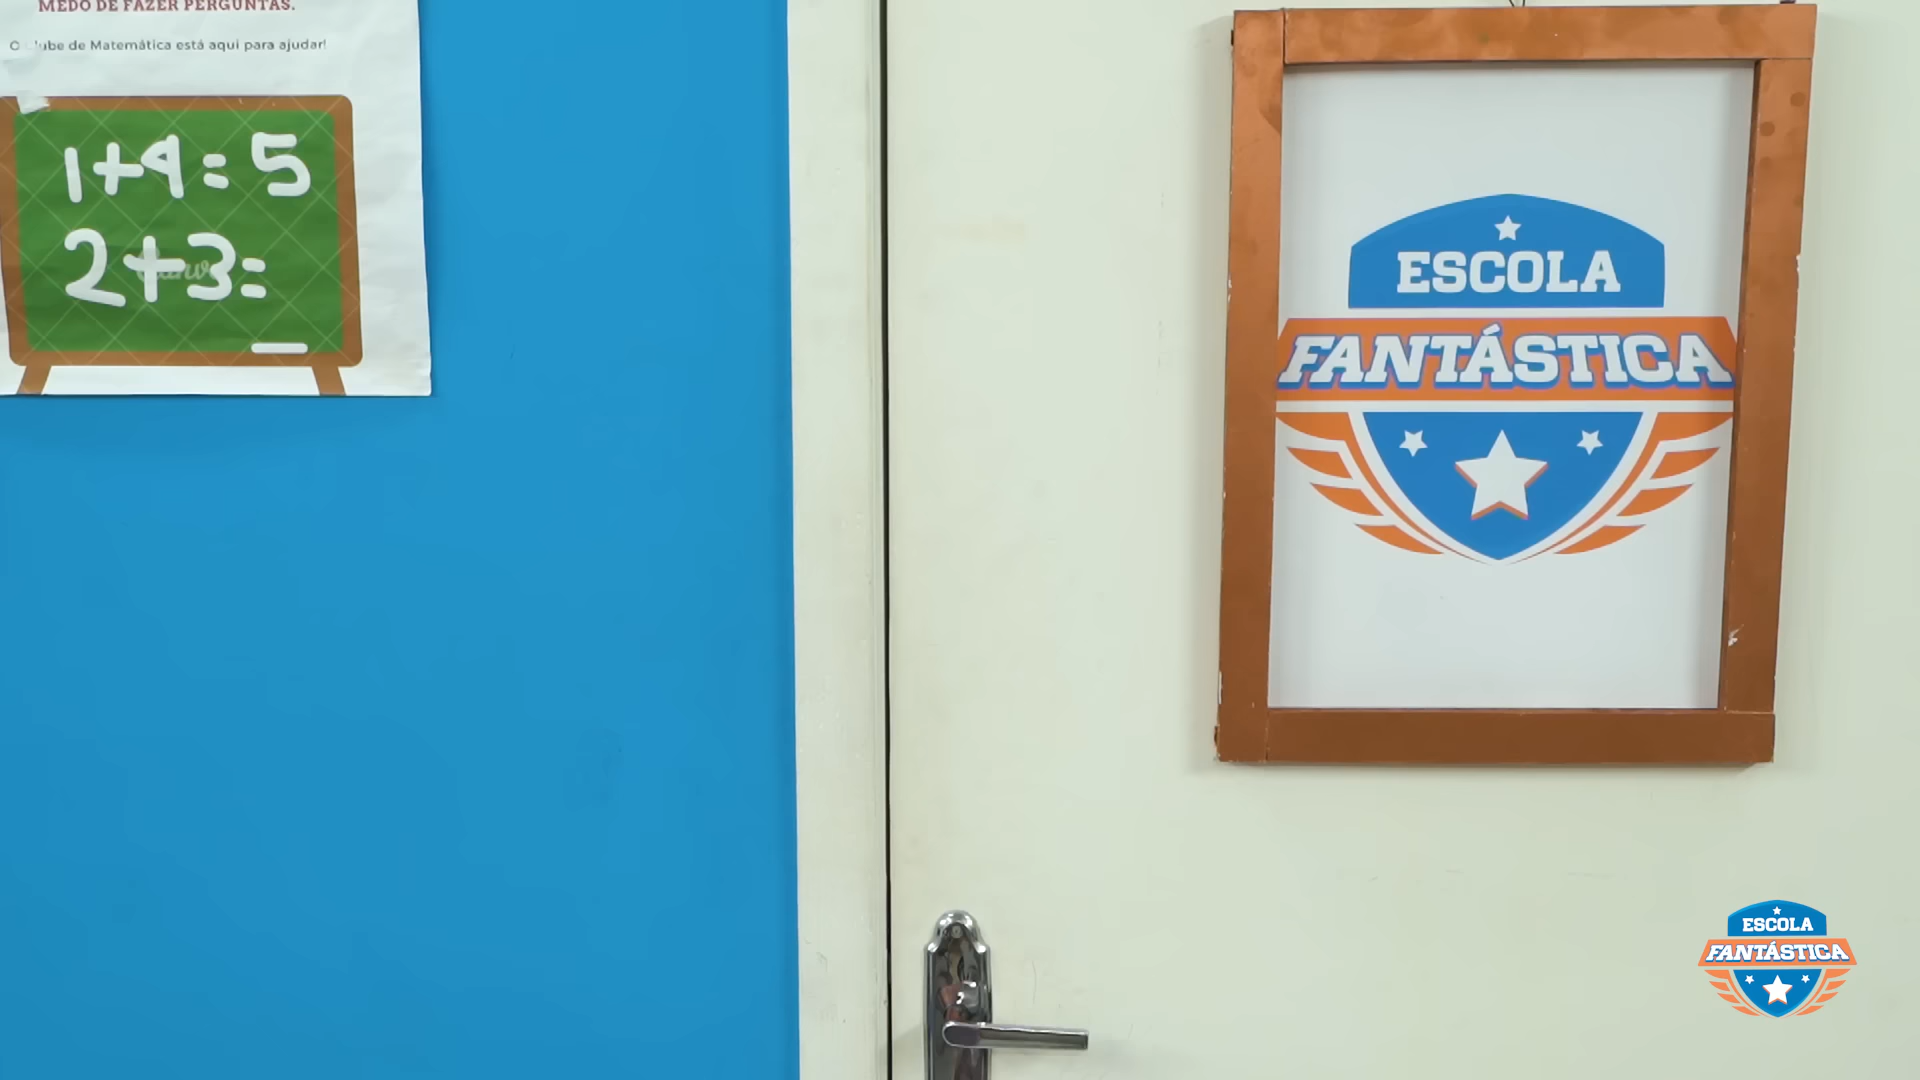 MEDO DE FAZER PERGUNTAS.
O Clube de Matemática está aqui para ajudar!
1+4=5
2+3=
ESCOLA
FANTÁSTICA
ESCOLA
FANTÁSTICA